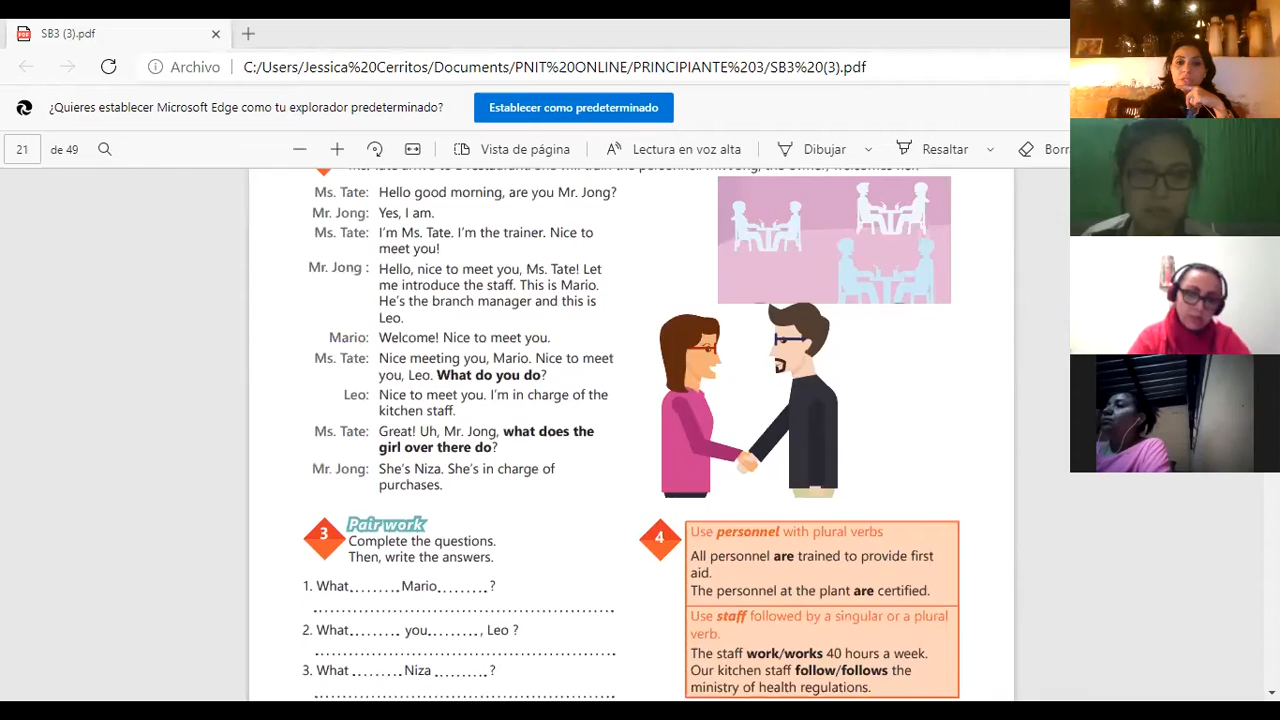 SB3 (3).pdf
Archivo
C:/Users/Jessica%20Cerritos/Documents/PNIT%20ONLINE/PRINCIPIANTE%203/SB3%20(3).pdf
¿Quieres establecer Microsoft Edge como tu explorador predeterminado?
Establecer como predeterminado
21 de 49
Vista de página
Lectura en voz alta
Dibujar
Resaltar
Borr
Ms. Tate: Hello good morning, are you Mr. Jong?
Mr. Jong: Yes, I am.
Ms. Tate: I'm Ms. Tate. I'm the trainer. Nice to
meet you!
Mr. Jong : Hello, nice to meet you, Ms. Tate! Let
me introduce the staff. This is Mario.
He's the branch manager and this is
Leo.
Mario: Welcome! Nice to meet you.
Ms. Tate: Nice meeting you, Mario. Nice to meet
you, Leo. What do you do?
Leo: Nice to meet you. I'm in charge of the
kitchen staff.
Ms. Tate: Great! Uh, Mr. Jong, what does the
girl over there do?
Mr. Jong: She's Niza. She's in charge of
purchases.
3
Pair work
Complete the questions.
Then, write the answers.
1. What........Mario.........?
2. What........ you........., Leo ?
3. What ........Niza .........?
4
Use personnel with plural verbs
All personnel are trained to provide first
aid.
The personnel at the plant are certified.
Use staff followed by a singular or a plural
verb.
The staff work/works 40 hours a week.
Our kitchen staff follow/follows the
ministry of health regulations.